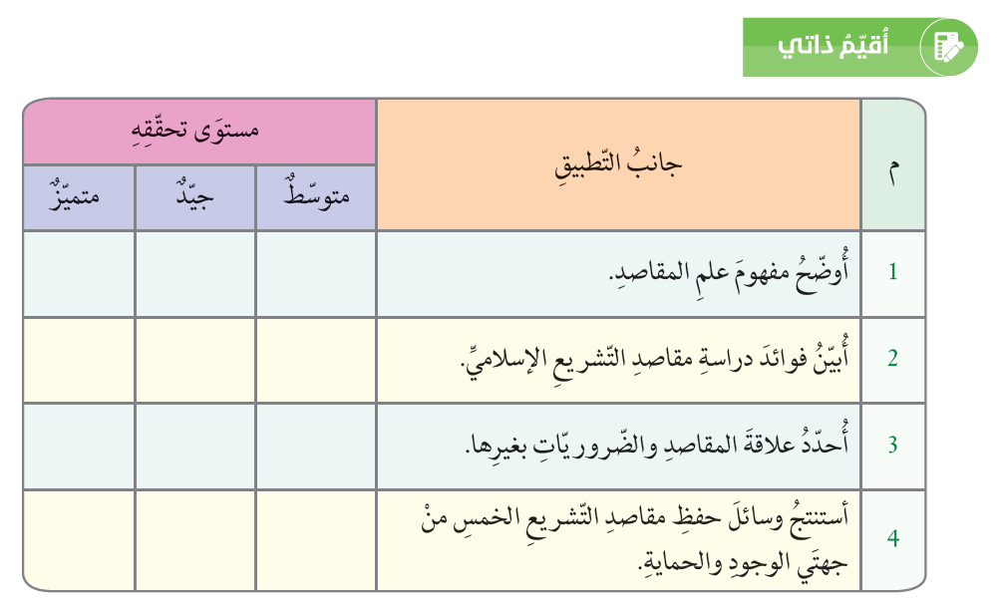 أُقيّمُ ذاتي
م
جانبُ التّطبيقِ
مستوَى تحقّقِهِ
متوسّطٌ
جيّدٌ
متميّزٌ
1
أُوضّحُ مفهومَ علمِ المقاصدِ.
2
أُبيّنُ فوائدَ دراسةِ مقاصدِ التّشريعِ الإسلاميِّ.
3
أُحدّدُ علاقةَ المقاصدِ والضّروريّاتِ بغيرِها.
4
أستنتجُ وسائلَ حفظِ مقاصدِ التّشريعِ الخمسِ منْ
جهتَي الوجودِ والحمايةِ.